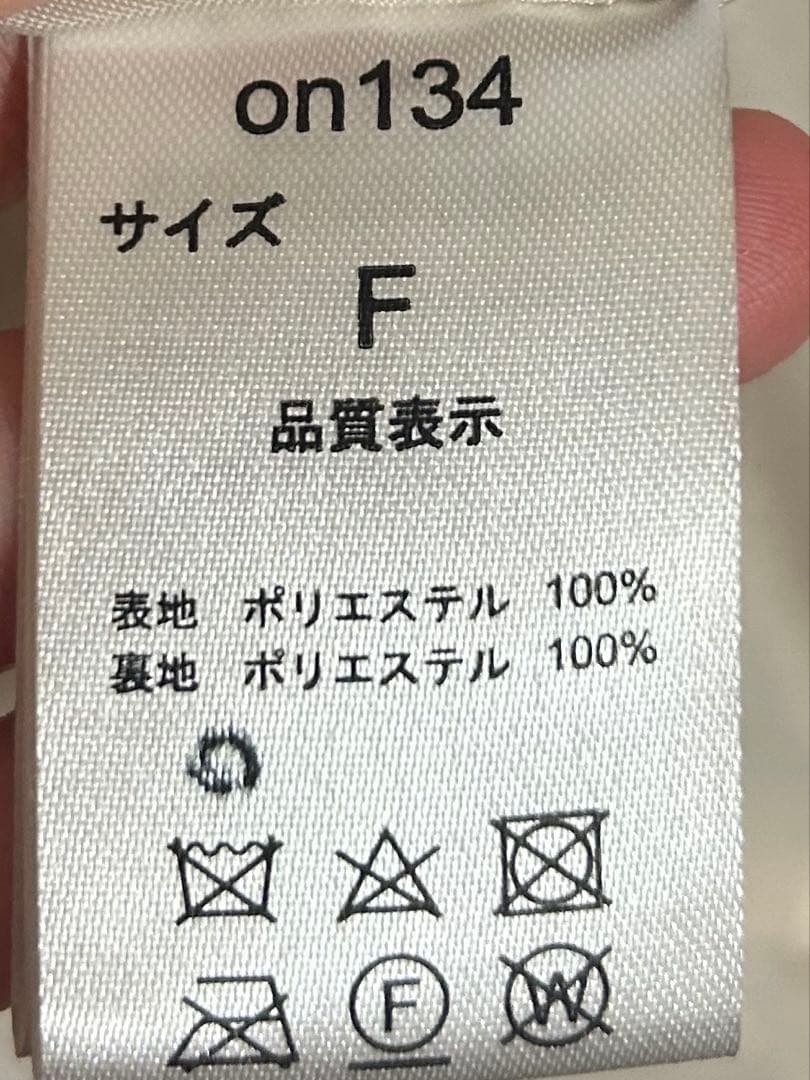 on134
サイズ
F
品質表示
表地 ポリエステル 100%
裏地 ポリエステル 100%
F W